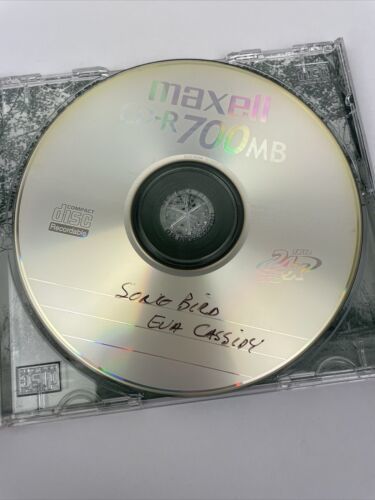 maxell
CD-R 700MB
COMPACT
disc
Recordable
SONG BIRD
EVA CASSIDY